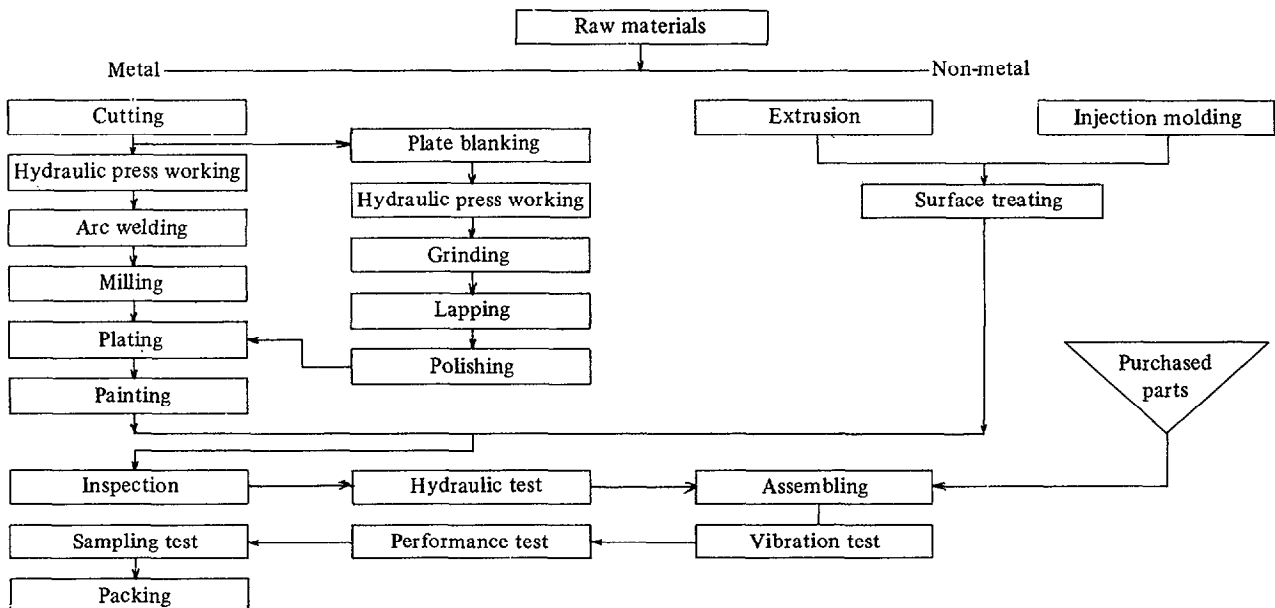 Raw materials
Metal
Non-metal
Cutting
Extrusion
Injection molding
Plate blanking
Hydraulic press working
Hydraulic press working
Surface treating
Arc welding
Grinding
Milling
Lapping
Plating
Polishing
Purchased
parts
Painting
Inspection
Hydraulic test
Assembling
Sampling test
Performance test
Vibration test
Packing